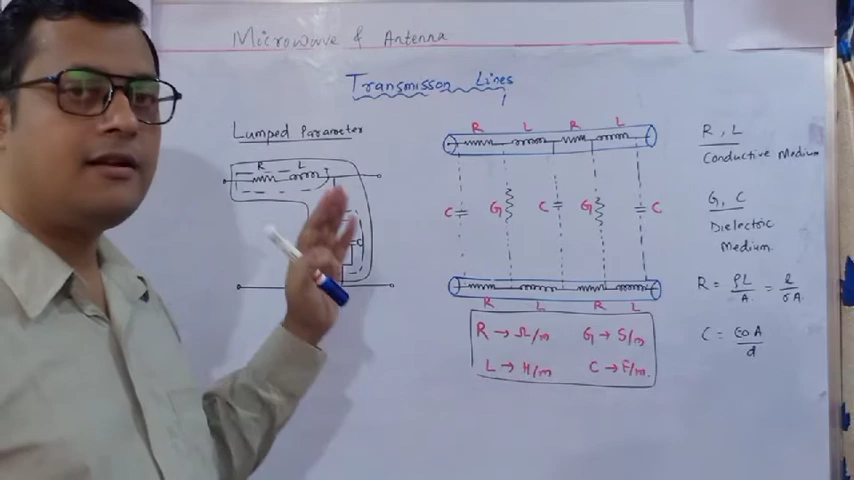 Microwave & Antenna
Transmisson Lines
Lumped Parameter
R L
R L R L
C G C G C
R L R L
R → Ω/m G → S/m
L → H/m C → F/m.
R, L
Conductive Medium
G, C
Dielectric
Medium.
R = ρL/A. = l/σA.
C = ε0A/d